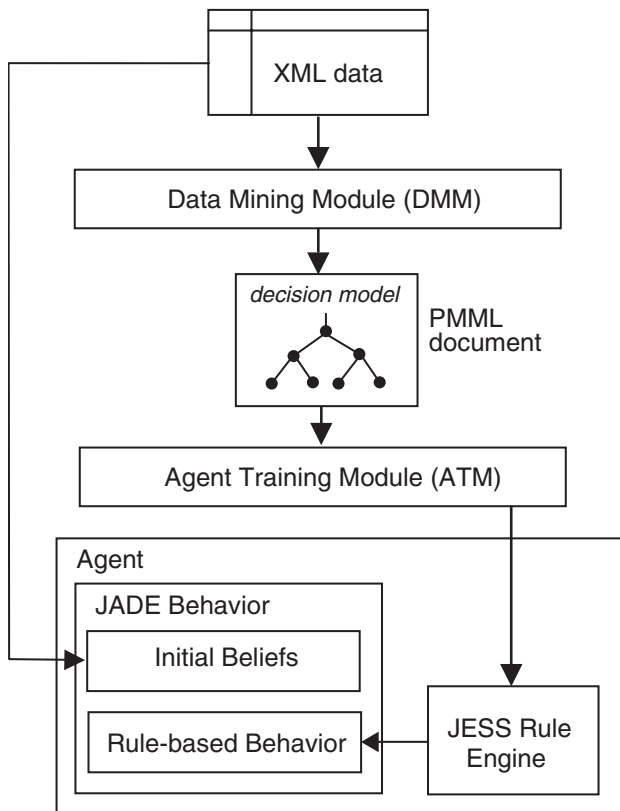 XML data
Data Mining Module (DMM)
decision model
PMML
document
Agent Training Module (ATM)
Agent
JADE Behavior
Initial Beliefs
Rule-based Behavior
JESS Rule
Engine